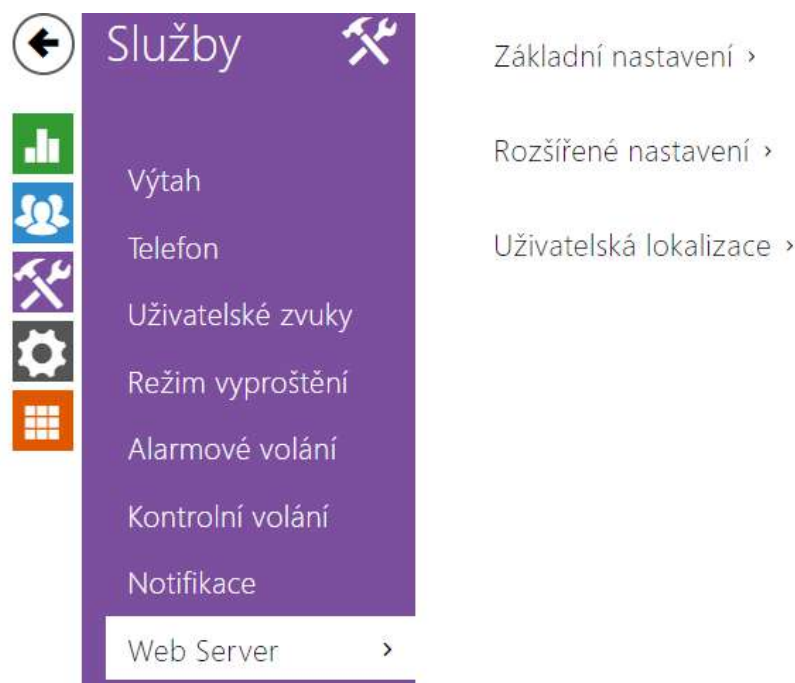 Služby
Výtah
Telefon
Uživatelské zvuky
Režim vyproštění
Alarmové volání
Kontrolní volání
Notifikace
Web Server ›
Základní nastavení ›
Rozšířené nastavení ›
Uživatelská lokalizace ›